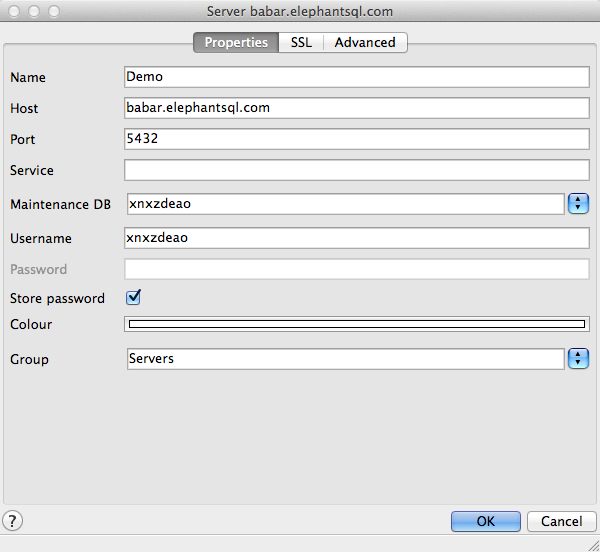 Server babar.elephantsql.com
Properties SSL Advanced
Name Demo
Host babar.elephantsql.com
Port 5432
Service
Maintenance DB xnxzdeao
Username xnxzdeao
Password
Store password
Colour
Group Servers
? OK Cancel